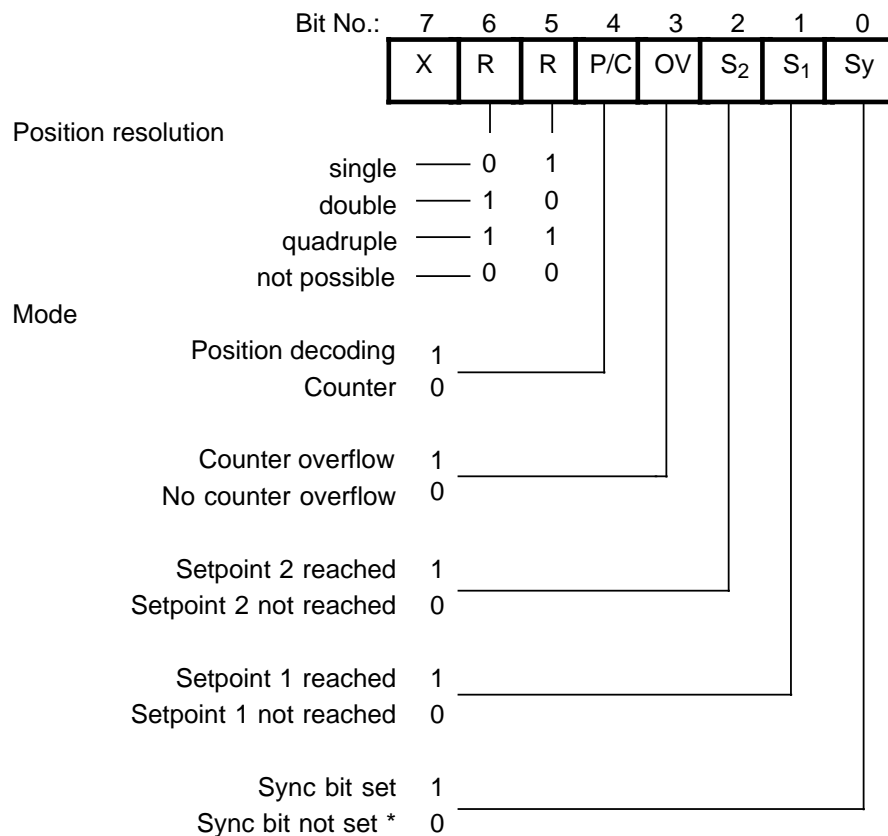 Bit No.: 7 6 5 4 3 2 1 0
X R R P/C OV S₂ S₁ Sy
Position resolution
single 0 1
double 1 0
quadruple 1 1
not possible 0 0
Mode
Position decoding 1
Counter 0
Counter overflow 1
No counter overflow 0
Setpoint 2 reached 1
Setpoint 2 not reached 0
Setpoint 1 reached 1
Setpoint 1 not reached 0
Sync bit set 1
Sync bit not set * 0